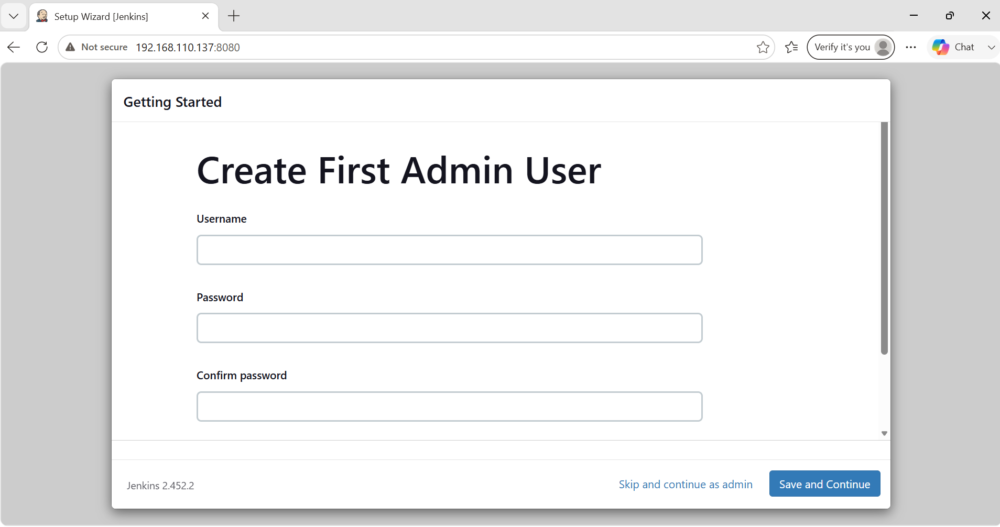 Setup Wizard [Jenkins]
Not secure 192.168.110.137:8080
Verify it's you
Chat
Getting Started
Create First Admin User
Username
Password
Confirm password
Jenkins 2.452.2
Skip and continue as admin
Save and Continue